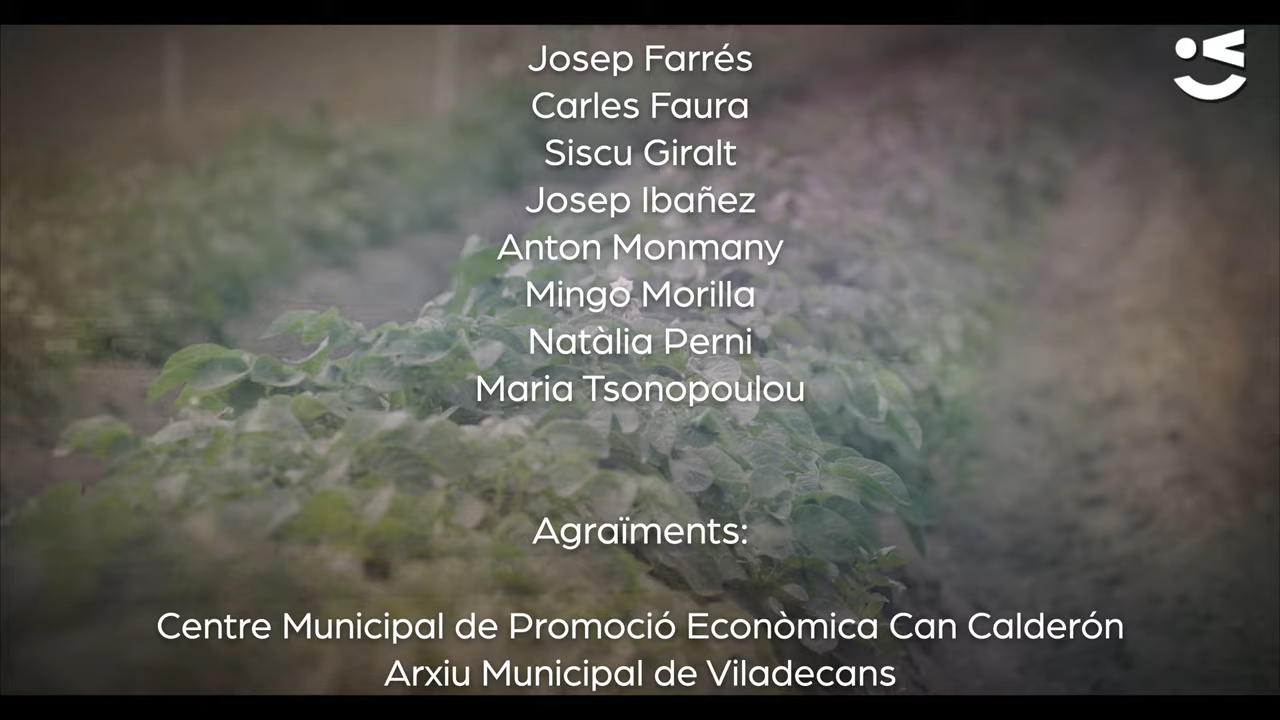 Josep Farrés
Carles Faura
Siscu Giralt
Josep Ibañez
Anton Monmany
Mingo Morilla
Natàlia Perni
Maria Tsonopoulou
Agraïments:
Centre Municipal de Promoció Econòmica Can Calderón
Arxiu Municipal de Viladecans